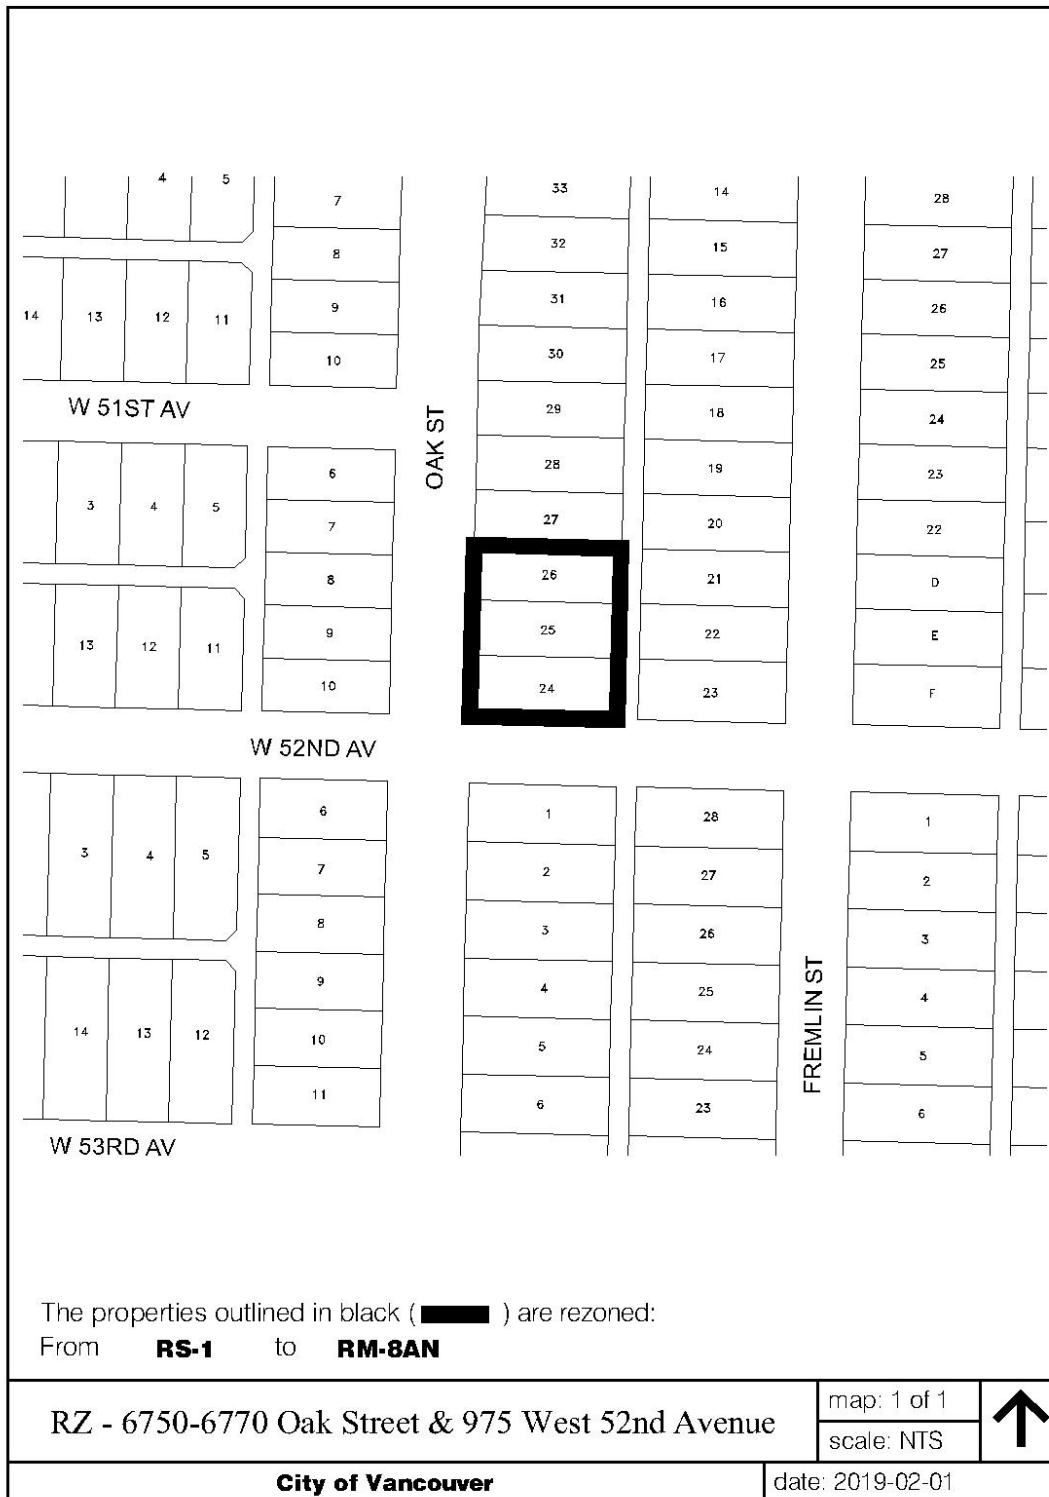 4 5 7 33 14 28
8 32 15 27
14 13 12 11 9 31 16 26
10 30 17 25
W 51ST AV
OAK ST
29 18 24
6 28 19 23
3 4 5 7 27 20 22
8 26 21 D
13 12 11 9 25 22 E
10 24 23 F
W 52ND AV
6 1 28 1
3 4 5 7 2 27 2
8 3 26 3
9 4 25 4
FREMLIN ST
14 13 12 10 5 24 5
11 6 23 6
W 53RD AV
The properties outlined in black ( ) are rezoned:
From RS-1 to RM-8AN
RZ - 6750-6770 Oak Street & 975 West 52nd Avenue
map: 1 of 1
scale: NTS
City of Vancouver
date: 2019-02-01